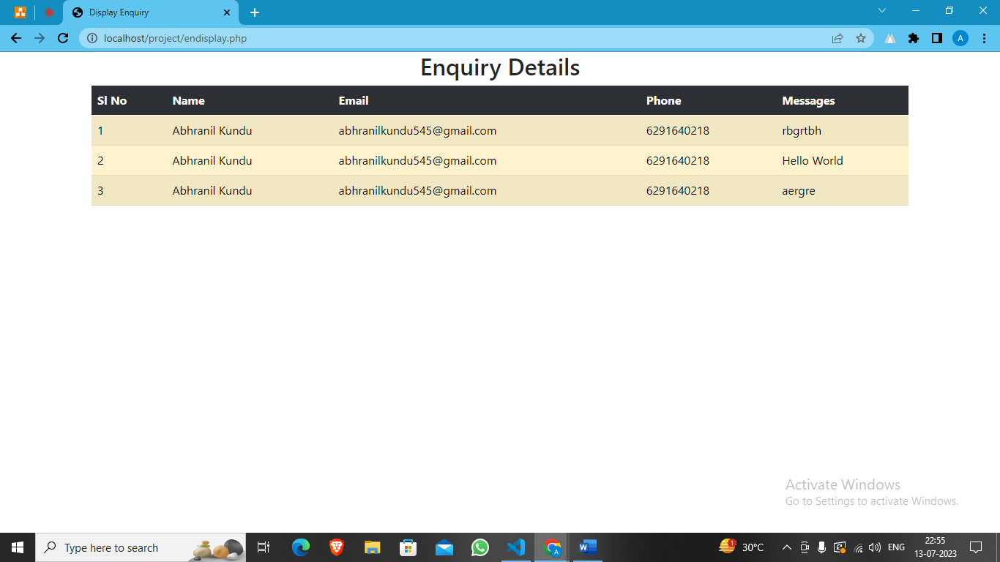 Display Enquiry
localhost/project/endisplay.php
A
Enquiry Details
Sl No Name Email Phone Messages
1 Abhranil Kundu abhranilkundu545@gmail.com 6291640218 rbgrtbh
2 Abhranil Kundu abhranilkundu545@gmail.com 6291640218 Hello World
3 Abhranil Kundu abhranilkundu545@gmail.com 6291640218 aergre
Activate Windows
Go to Settings to activate Windows.
Type here to search
A
W
1
30°C
ENG
22:55
13-07-2023